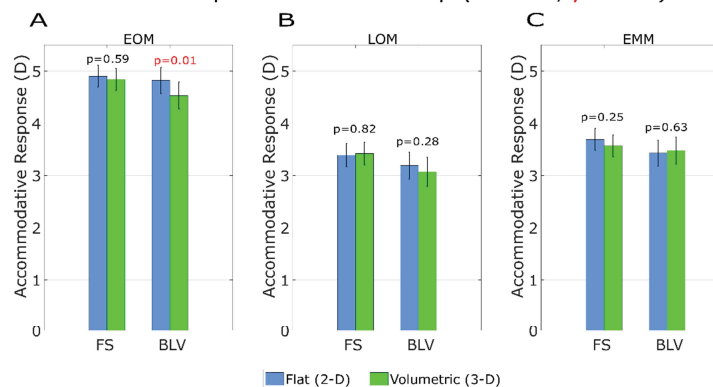 A
EOM
p=0.59
p=0.01
Accommodative Response (D)
5
4
3
2
1
0
FS
BLV
B
LOM
p=0.82
p=0.28
Accommodative Response (D)
5
4
3
2
1
0
FS
BLV
C
EMM
p=0.25
p=0.63
Accommodative Response (D)
5
4
3
2
1
0
FS
BLV
Flat (2-D)
Volumetric (3-D)